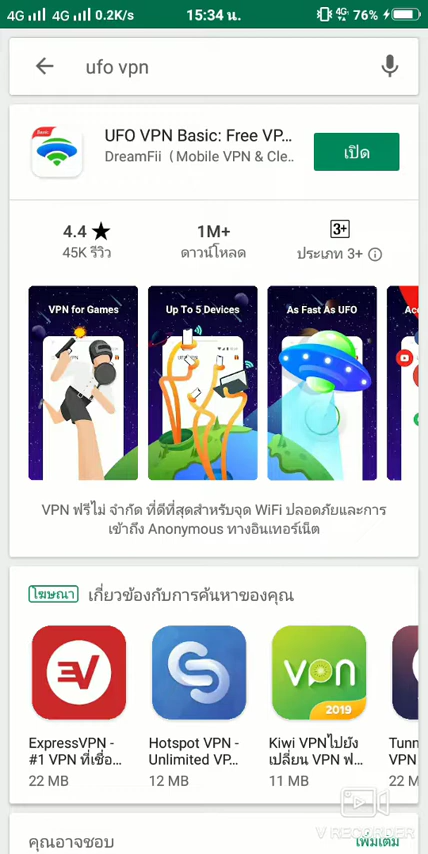 4G 4G 0.2K/s 15:34 น. 4G 76%
ufo vpn
Basic
UFO VPN Basic: Free VP...
DreamFii (Mobile VPN & Cle..
เปิด
4.4 ★ 1M+ 3+
45K รีวิว ดาวน์โหลด ประเภท 3+
VPN for Games Up To 5 Devices As Fast As UFO
VPN ฟรีไม่ จำกัด ที่ดีที่สุดสำหรับจุด WiFi ปลอดภัยและการ
เข้าถึง Anonymous ทางอินเทอร์เน็ต
โฆษณา เกี่ยวข้องกับการค้นหาของคุณ
vpn
2019
ExpressVPN - Hotspot VPN - Kiwi VPNไปยัง
#1 VPN ที่เชื่อ... Unlimited VP... เปลี่ยน VPN ฟ...
22 MB 12 MB 11 MB
คุณอาจชอบ เพิ่มเติม
V RECORDER